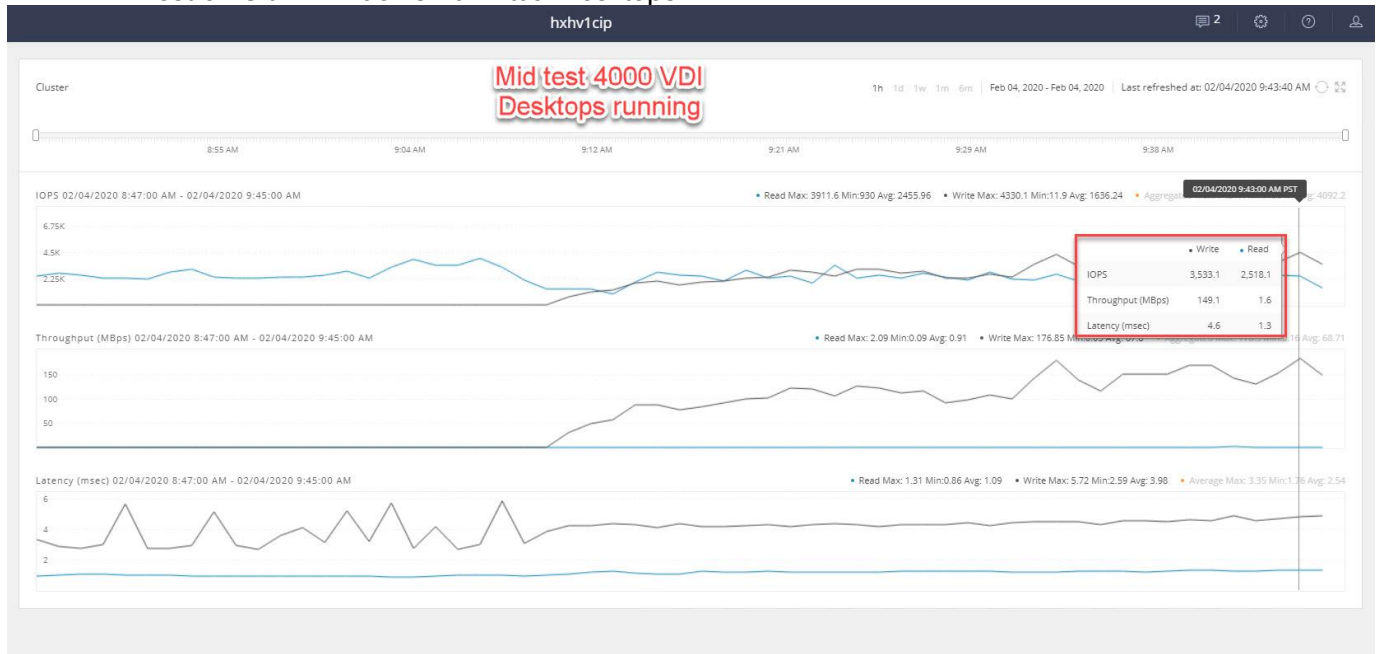 hxhv1cip
2
Cluster
Mid test 4000 VDI
Desktops running
1h 1d 1w 1m 6m Feb 04, 2020 - Feb 04, 2020 Last refreshed at: 02/04/2020 9:43:40 AM
8:55 AM 9:04 AM 9:12 AM 9:21 AM 9:29 AM 9:38 AM
02/04/2020 9:43:00 AM PST
IOPS 02/04/2020 8:47:00 AM - 02/04/2020 9:45:00 AM
Read Max: 3911.6 Min:930 Avg: 2455.96 Write Max: 4330.1 Min:11.9 Avg: 1636.24 4092.2
6.75K
4.5K
2.25K
Write Read
IOPS 3,533.1 2,518.1
Throughput (MBps) 149.1 1.6
Latency (msec) 4.6 1.3
Throughput (MBps) 02/04/2020 8:47:00 AM - 02/04/2020 9:45:00 AM
Read Max: 2.09 Min:0.09 Avg: 0.91 Write Max: 176.85 Avg: 68.71
150
100
50
Latency (msec) 02/04/2020 8:47:00 AM - 02/04/2020 9:45:00 AM
Read Max: 1.31 Min:0.86 Avg: 1.09 Write Max: 5.72 Min:2.59 Avg: 3.98 Average Max: 3.35 Min:1.76 Avg: 2.54
6
4
2